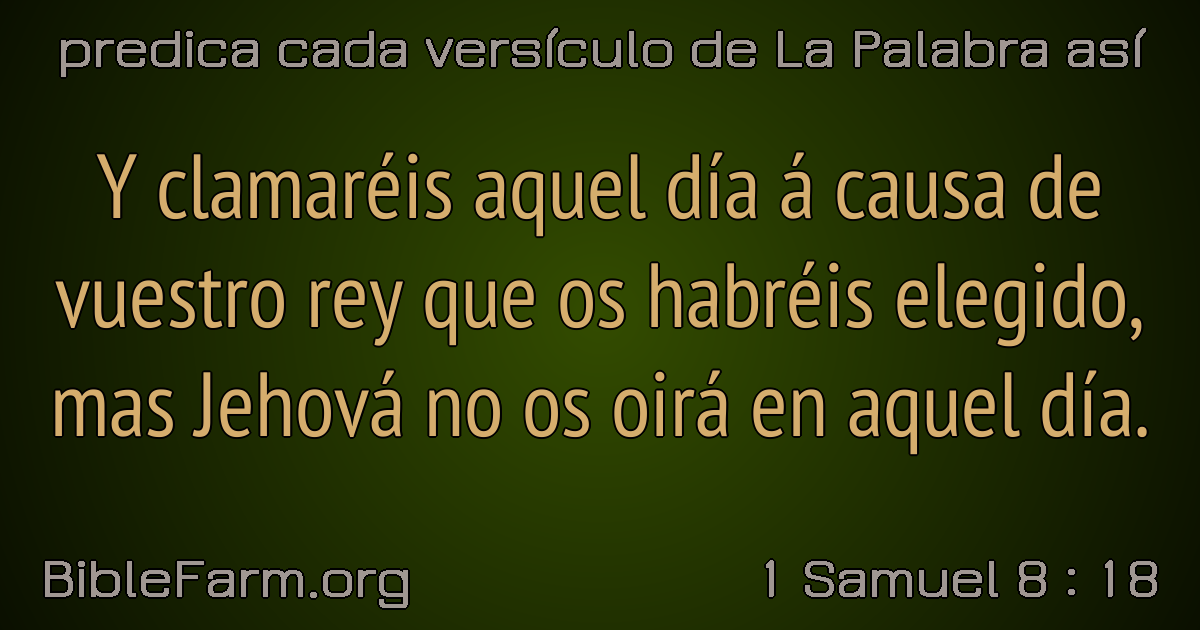 predica cada versículo de La Palabra así
Y clamaréis aquel día á causa de
vuestro rey que os habréis elegido,
mas Jehová no os oirá en aquel día.
BibleFarm.org
1 Samuel 8 : 18